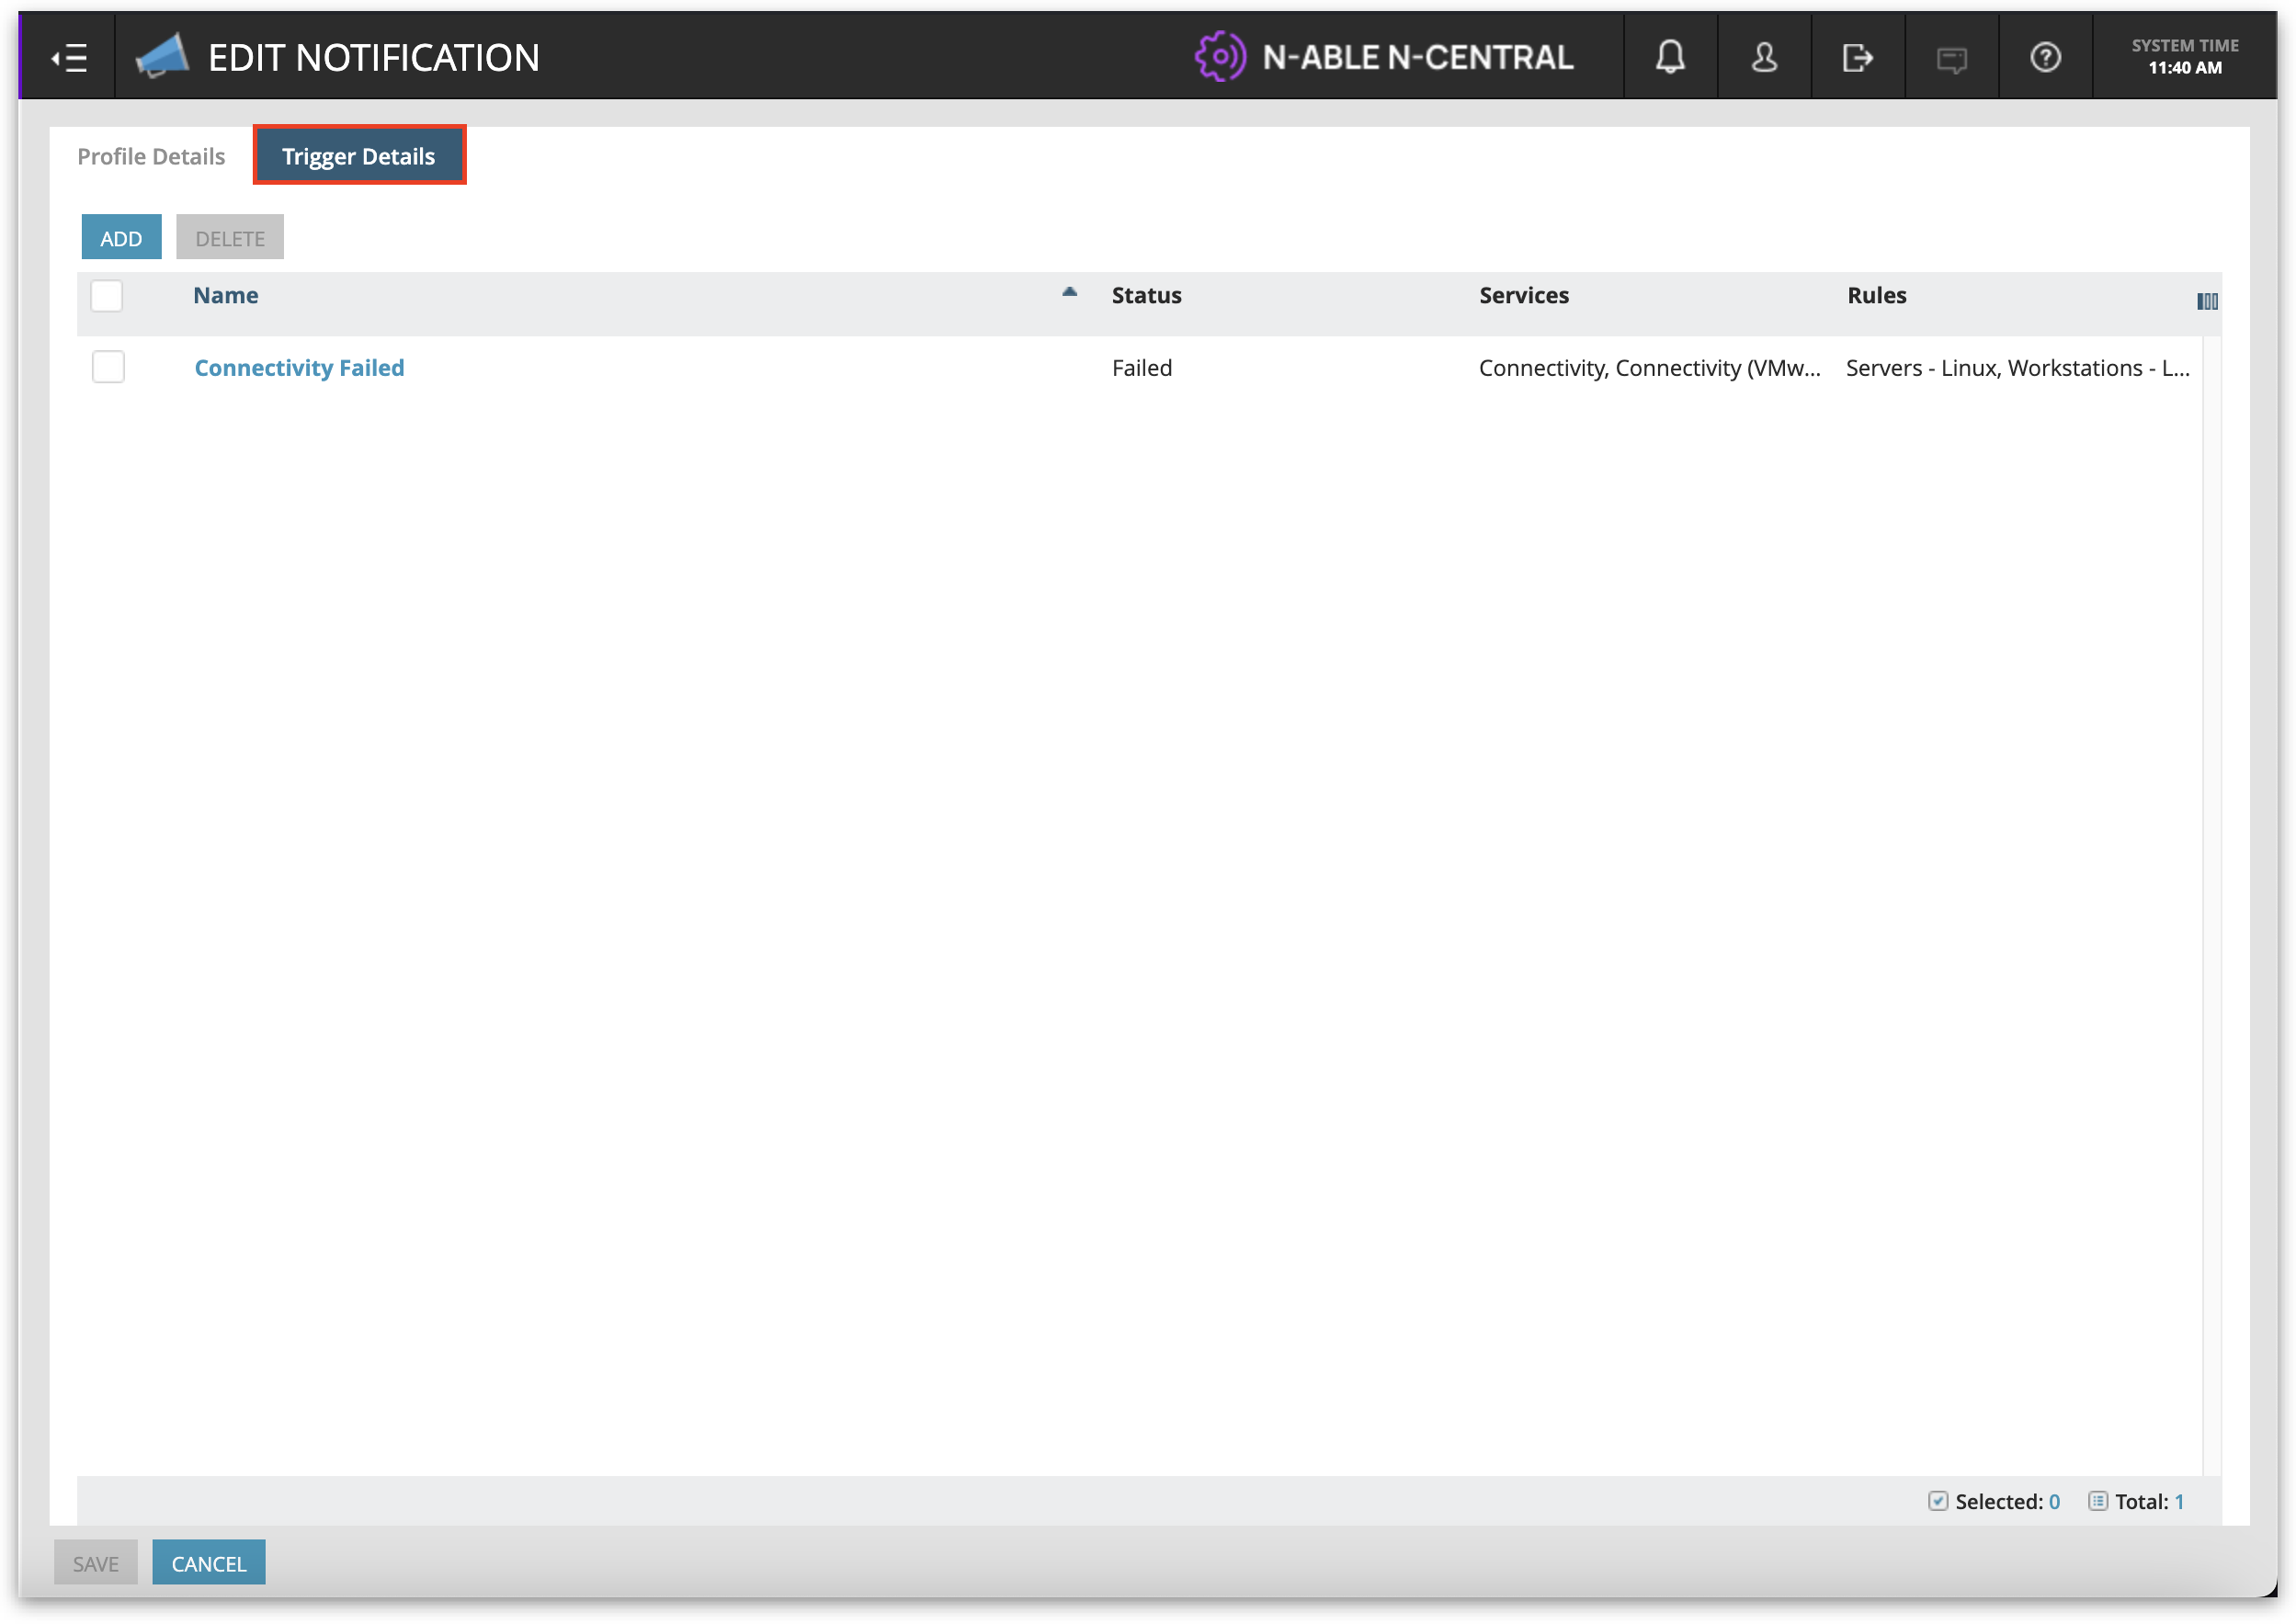 EDIT NOTIFICATION
N-ABLE N-CENTRAL
SYSTEM TIME
11:40 AM
Profile Details
Trigger Details
ADD
DELETE
Name
Status
Services
Rules
Connectivity Failed
Failed
Connectivity, Connectivity (VMw...
Servers - Linux, Workstations - L...
Selected: 0
Total: 1
SAVE
CANCEL